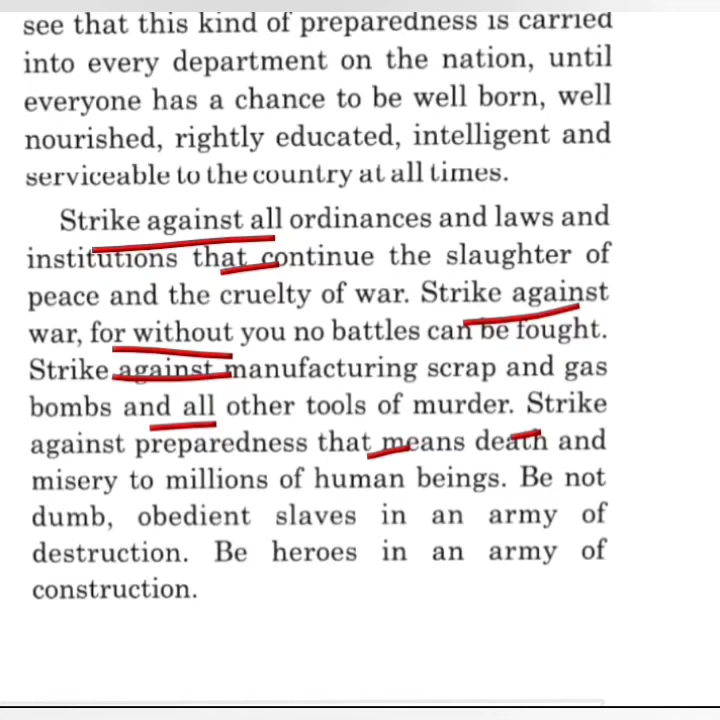 see that this kind of preparedness is carried
into every department on the nation, until
everyone has a chance to be well born, well
nourished, rightly educated, intelligent and
serviceable to the country at all times.
Strike against all ordinances and laws and
institutions that continue the slaughter of
peace and the cruelty of war. Strike against
war, for without you no battles can be fought.
Strike against manufacturing scrap and gas
bombs and all other tools of murder. Strike
against preparedness that means death and
misery to millions of human beings. Be not
dumb, obedient slaves in an army of
destruction. Be heroes in an army of
construction.